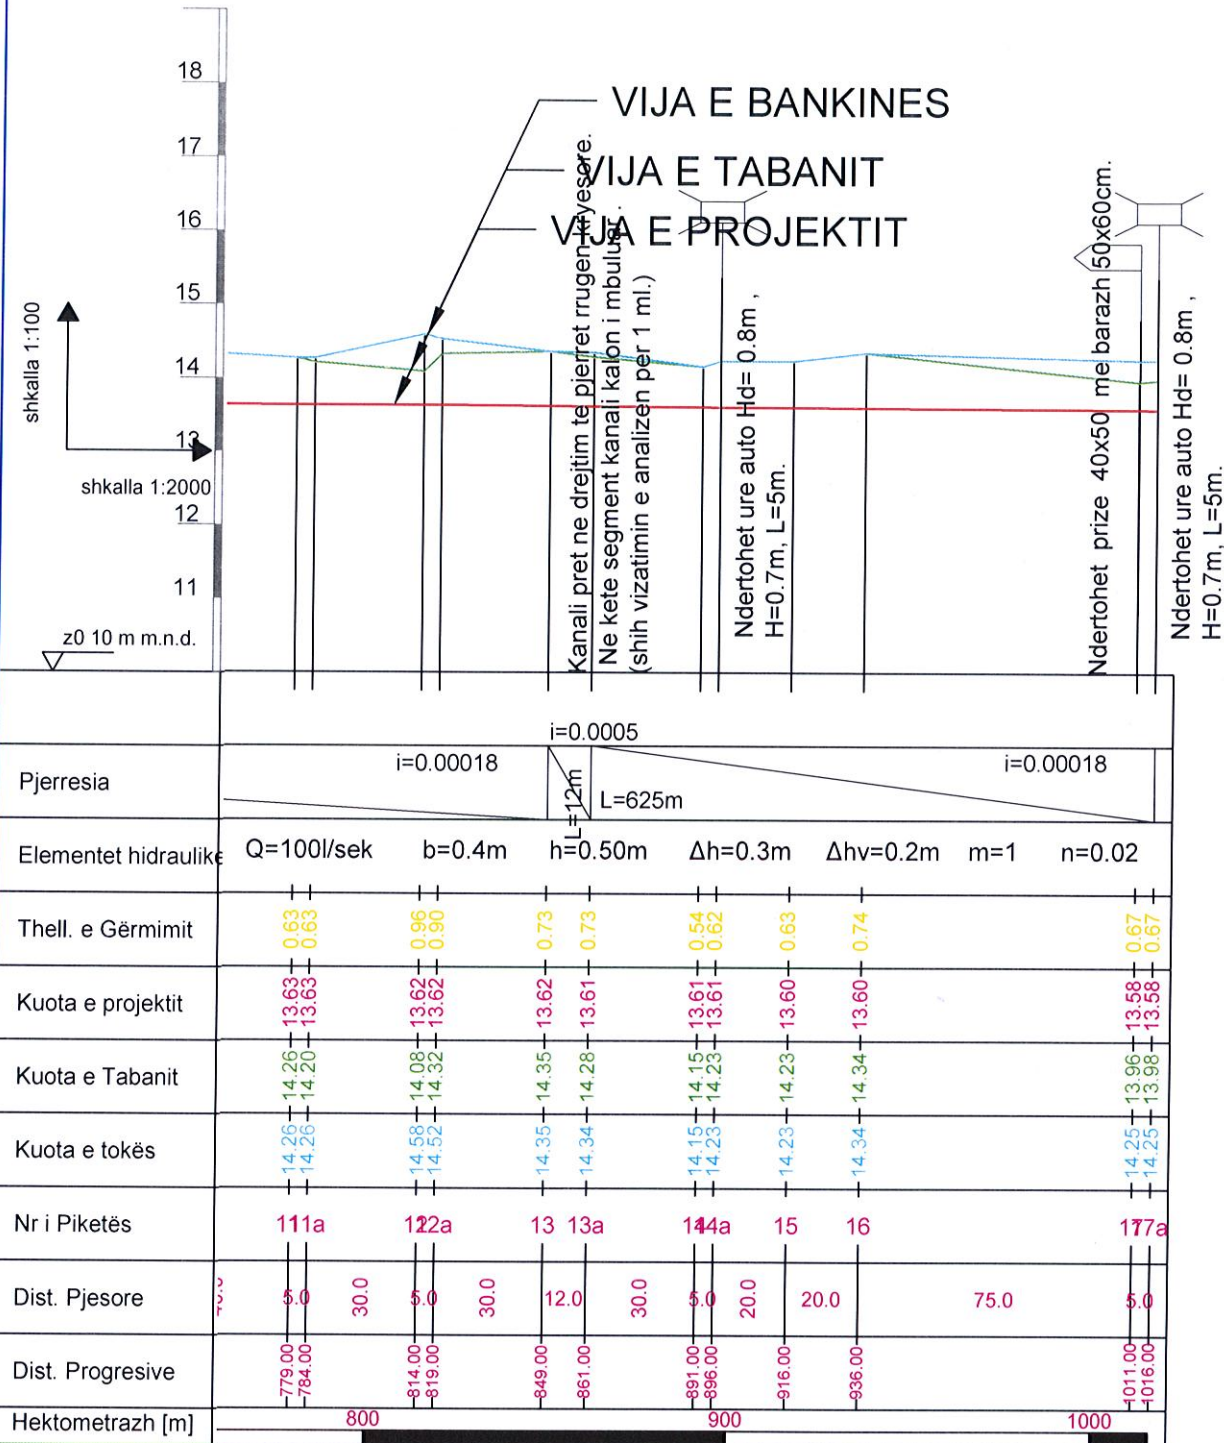 18
17
16
15
14
13
12
11
shkalla 1:100
shkalla 1:2000
z0 10 m m.n.d.
VIJA E BANKINES
VIJA E TABANIT
VIJA E PROJEKTIT
Kanali pret ne drejtim te pjerret rrugen kryesore.
Ne kete segment kanali kalon i mbuluar.
(shih vizatimin e analizen per 1 ml.)
Ndertohet ure auto Hd= 0.8m ,
H=0.7m, L=5m.
Ndertohet prize 40x50 me barazh 50x60cm.
Ndertohet ure auto Hd= 0.8m ,
H=0.7m, L=5m.
i=0.0005
Pjerresia i=0.00018 L=12m L=625m i=0.00018
Elementet hidraulike Q=100l/sek b=0.4m h=0.50m Δh=0.3m Δhv=0.2m m=1 n=0.02
Thell. e Gërmimit 0.63 0.63 0.96 0.90 0.73 0.73 0.54 0.62 0.63 0.74 0.67 0.67
Kuota e projektit 13.63 13.63 13.62 13.62 13.62 13.61 13.61 13.61 13.60 13.60 13.58 13.58
Kuota e Tabanit 14.26 14.20 14.08 14.32 14.35 14.28 14.15 14.23 14.23 14.34 13.96 13.98
Kuota e tokës 14.26 14.26 14.58 14.52 14.35 14.34 14.15 14.23 14.23 14.34 14.25 14.25
Nr i Piketës 11 11a 12 12a 13 13a 14 14a 15 16 17 17a
Dist. Pjesore 5.0 30.0 5.0 30.0 12.0 30.0 5.0 20.0 20.0 75.0 5.0
Dist. Progresive 779.00 784.00 814.00 819.00 849.00 861.00 891.00 896.00 916.00 936.00 1011.00 1016.00
Hektometrazh [m] 800 900 1000